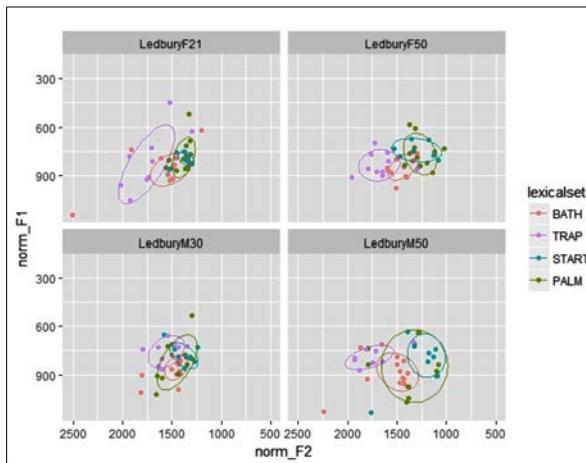 LedburyF21 LedburyF50
300
600
900
LedburyM30 LedburyM50
300
600
900
2500 2000 1500 1000 500 2500 2000 1500 1000 500
norm_F1
norm_F2
lexicalset
BATH
TRAP
START
PALM